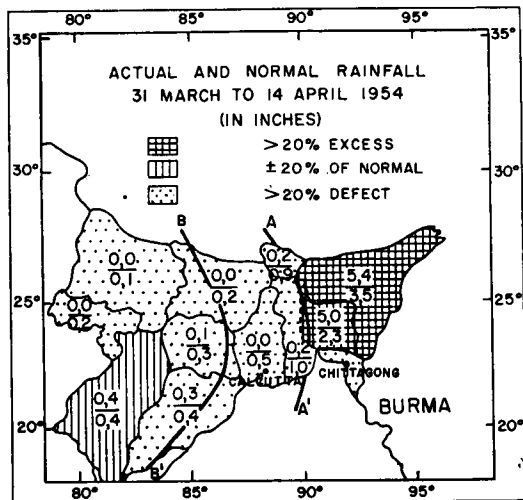 80° 85° 90° 95°
35° 35°
ACTUAL AND NORMAL RAINFALL
31 MARCH TO 14 APRIL 1954
(IN INCHES)
>20% EXCESS
±20% OF NORMAL
>20% DEFECT
30° 30°
B A
0,0
0,1
0,0
0,2
0,2
0,9
5,4
3,5
25° 25°
0,0
0,2
5,0
2,3
0,1
0,3
0,0
0,5
0,2
1,0
CALCUTTA CHITTAGONG
0,4
0,4
0,3
0,4
A'
BURMA
20° 20°
B'
80° 85° 90° 95°